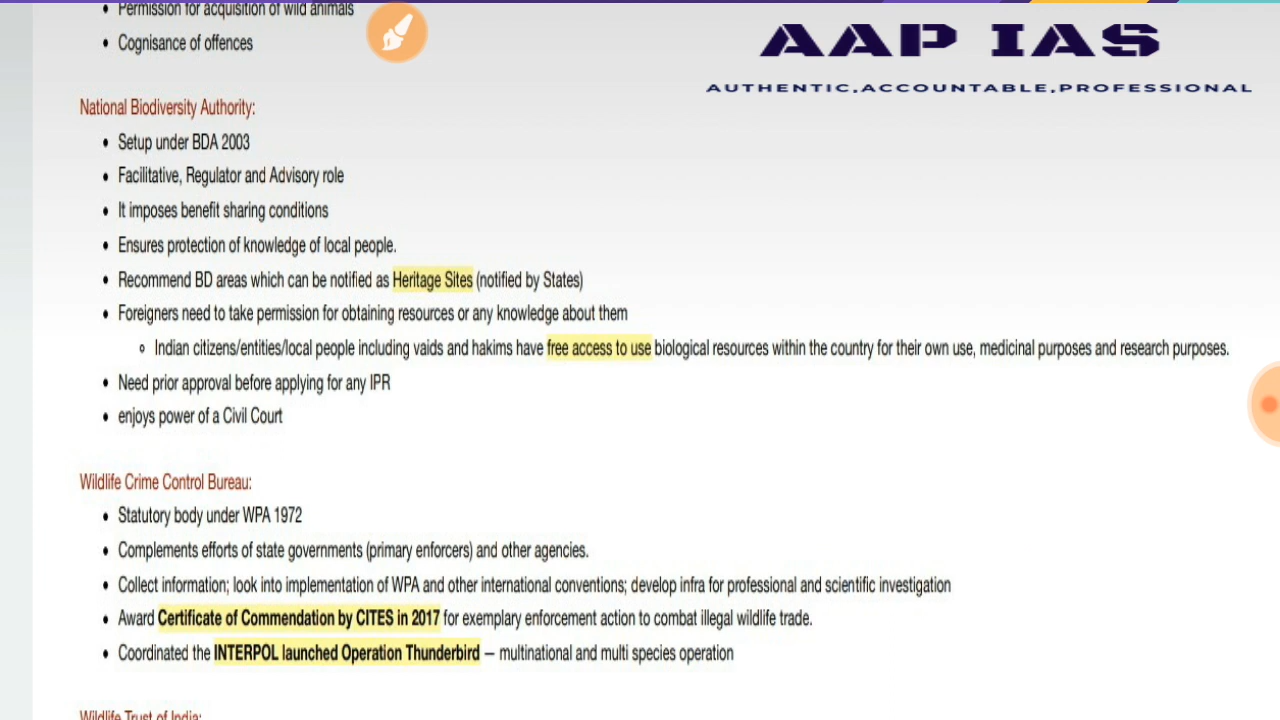 Permission for acquisition of wild animals
Cognisance of offences
AAP IAS
AUTHENTIC,ACCOUNTABLE,PROFESSIONAL
National Biodiversity Authority:
Setup under BDA 2003
Facilitative, Regulator and Advisory role
It imposes benefit sharing conditions
Ensures protection of knowledge of local people.
Recommend BD areas which can be notified as Heritage Sites (notified by States)
Foreigners need to take permission for obtaining resources or any knowledge about them
Indian citizens/entities/local people including vaids and hakims have free access to use biological resources within the country for their own use, medicinal purposes and research purposes.
Need prior approval before applying for any IPR
enjoys power of a Civil Court
Wildlife Crime Control Bureau:
Statutory body under WPA 1972
Complements efforts of state governments (primary enforcers) and other agencies.
Collect information; look into implementation of WPA and other international conventions; develop infra for professional and scientific investigation
Award Certificate of Commendation by CITES in 2017 for exemplary enforcement action to combat illegal wildlife trade.
Coordinated the INTERPOL launched Operation Thunderbird – multinational and multi species operation
Wildlife Trust of India: